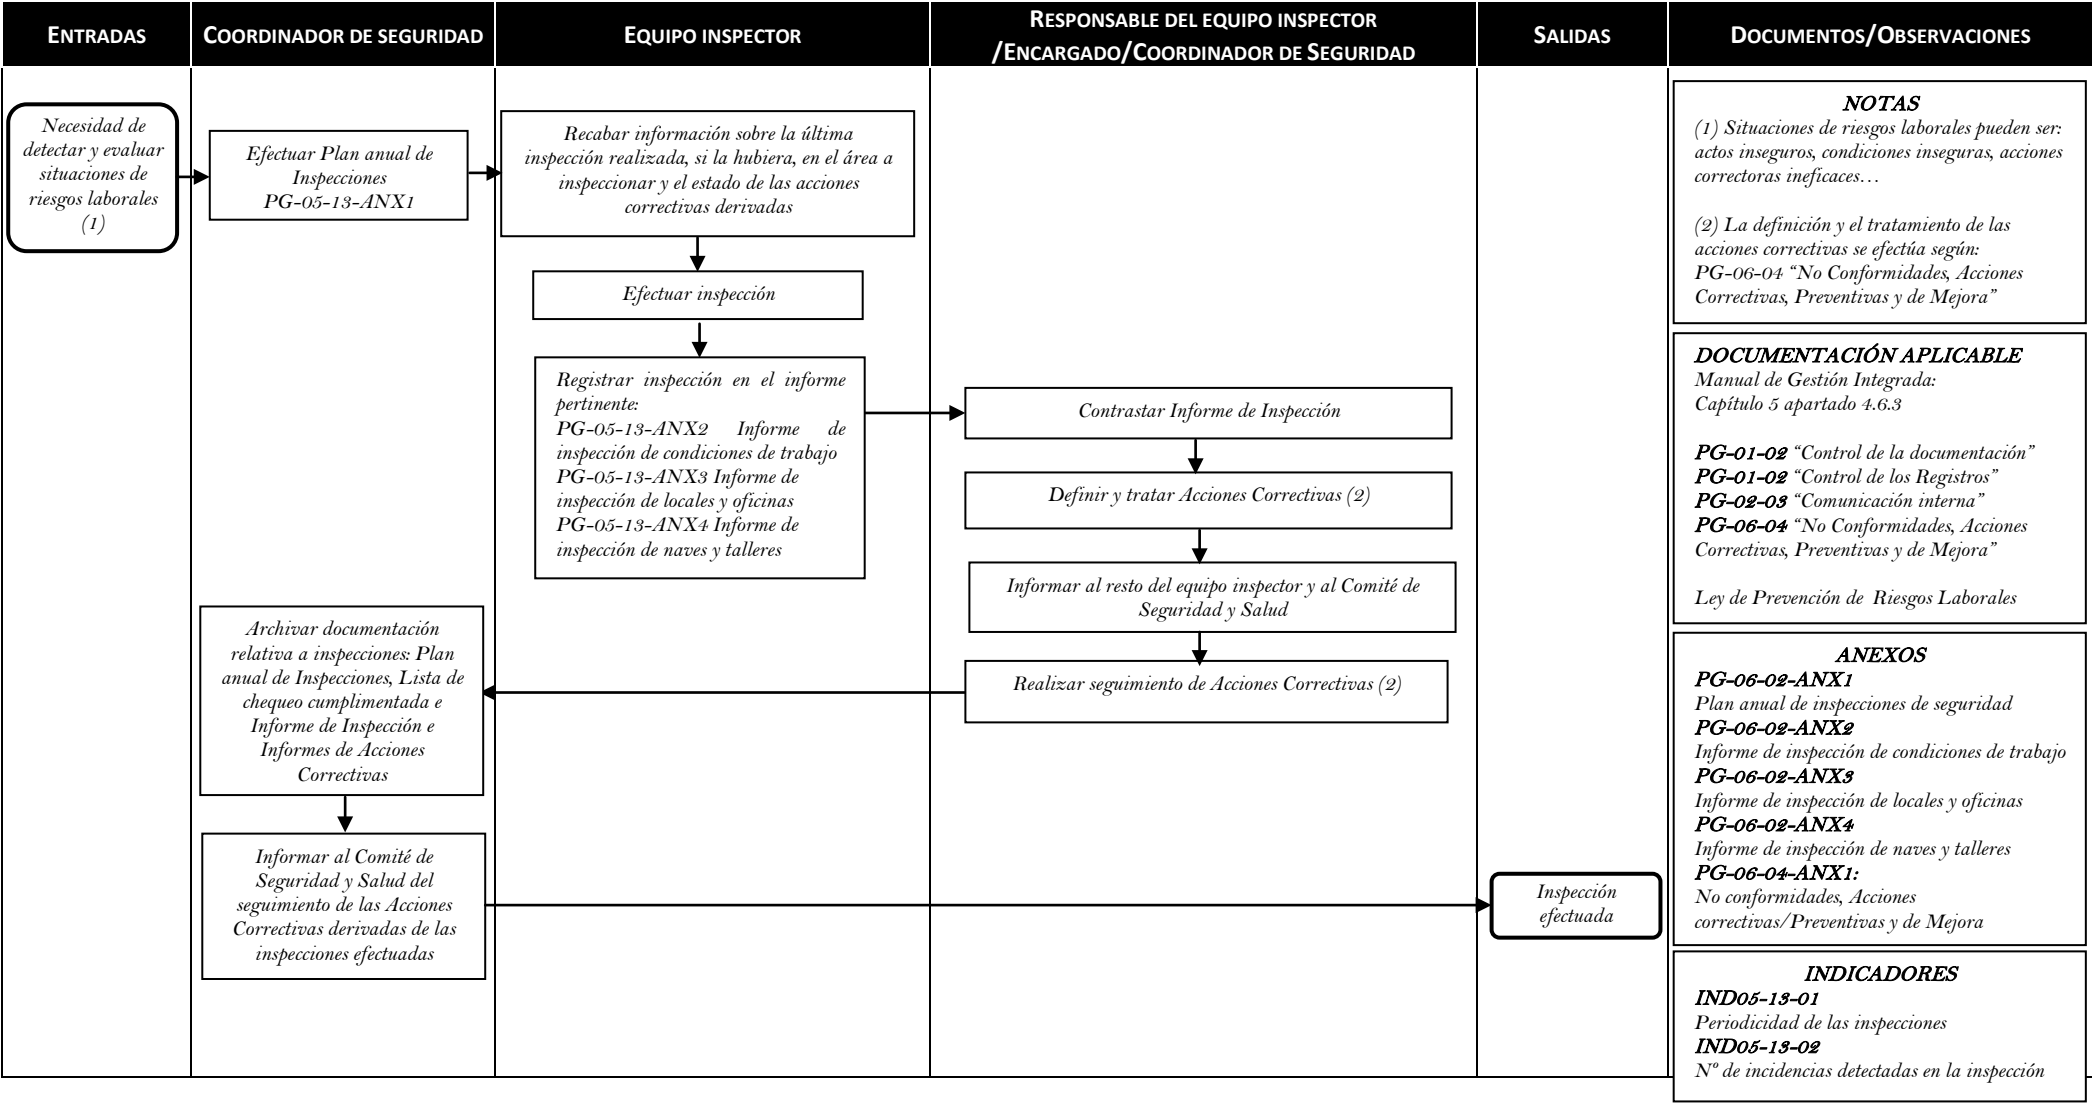 ENTRADAS
COORDINADOR DE SEGURIDAD
EQUIPO INSPECTOR
RESPONSABLE DEL EQUIPO INSPECTOR
/ENCARGADO/COORDINADOR DE SEGURIDAD
SALIDAS
DOCUMENTOS/OBSERVACIONES
Necesidad de
detectar y evaluar
situaciones de
riesgos laborales
(1)
Efectuar Plan anual de
Inspecciones
PG-05-13-ANX1
Recabar información sobre la última
inspección realizada, si la hubiera, en el área a
inspeccionar y el estado de las acciones
correctivas derivadas
Efectuar inspección
Registrar inspección en el informe
pertinente:
PG-05-13-ANX2 Informe de
inspección de condiciones de trabajo
PG-05-13-ANX3 Informe de
inspección de locales y oficinas
PG-05-13-ANX4 Informe de
inspección de naves y talleres
Contrastar Informe de Inspección
Definir y tratar Acciones Correctivas (2)
Informar al resto del equipo inspector y al Comité de
Seguridad y Salud
Realizar seguimiento de Acciones Correctivas (2)
Archivar documentación
relativa a inspecciones: Plan
anual de Inspecciones, Lista de
chequeo cumplimentada e
Informe de Inspección e
Informes de Acciones
Correctivas
Informar al Comité de
Seguridad y Salud del
seguimiento de las Acciones
Correctivas derivadas de las
inspecciones efectuadas
Inspección
efectuada
NOTAS
(1) Situaciones de riesgos laborales pueden ser:
actos inseguros, condiciones inseguras, acciones
correctoras ineficaces…
(2) La definición y el tratamiento de las
acciones correctivas se efectúa según:
PG-06-04 “No Conformidades, Acciones
Correctivas, Preventivas y de Mejora”
DOCUMENTACIÓN APLICABLE
Manual de Gestión Integrada:
Capítulo 5 apartado 4.6.3
PG-01-02 “Control de la documentación”
PG-01-02 “Control de los Registros”
PG-02-03 “Comunicación interna”
PG-06-04 “No Conformidades, Acciones
Correctivas, Preventivas y de Mejora”
Ley de Prevención de Riesgos Laborales
ANEXOS
PG-06-02-ANX1
Plan anual de inspecciones de seguridad
PG-06-02-ANX2
Informe de inspección de condiciones de trabajo
PG-06-02-ANX3
Informe de inspección de locales y oficinas
PG-06-02-ANX4
Informe de inspección de naves y talleres
PG-06-04-ANX1:
No conformidades, Acciones
correctivas/Preventivas y de Mejora
INDICADORES
IND05-13-01
Periodicidad de las inspecciones
IND05-13-02
Nº de incidencias detectadas en la inspección